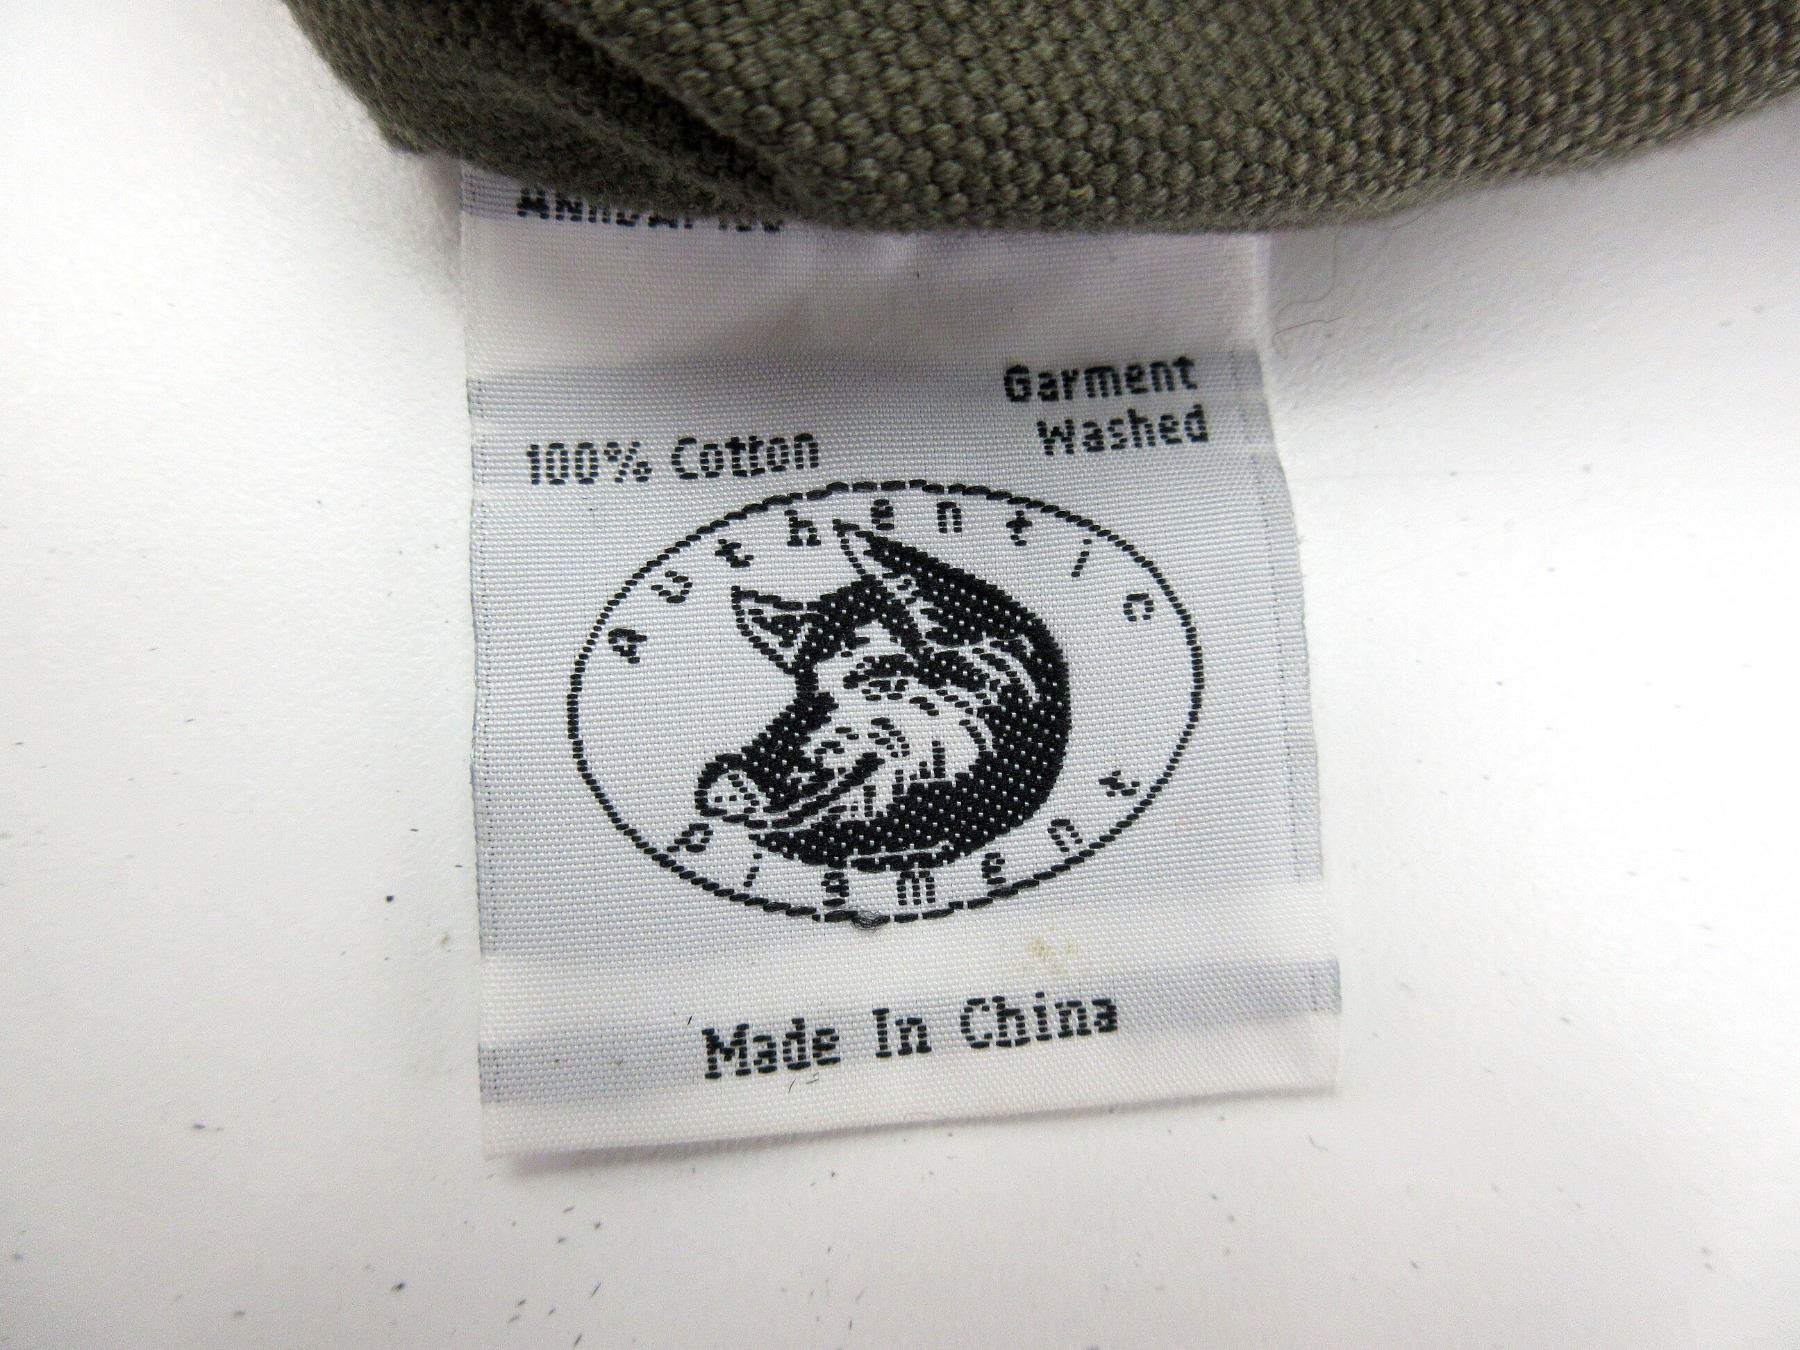 Garment
Washed
100% Cotton
Authentic
Pigment
Made In China